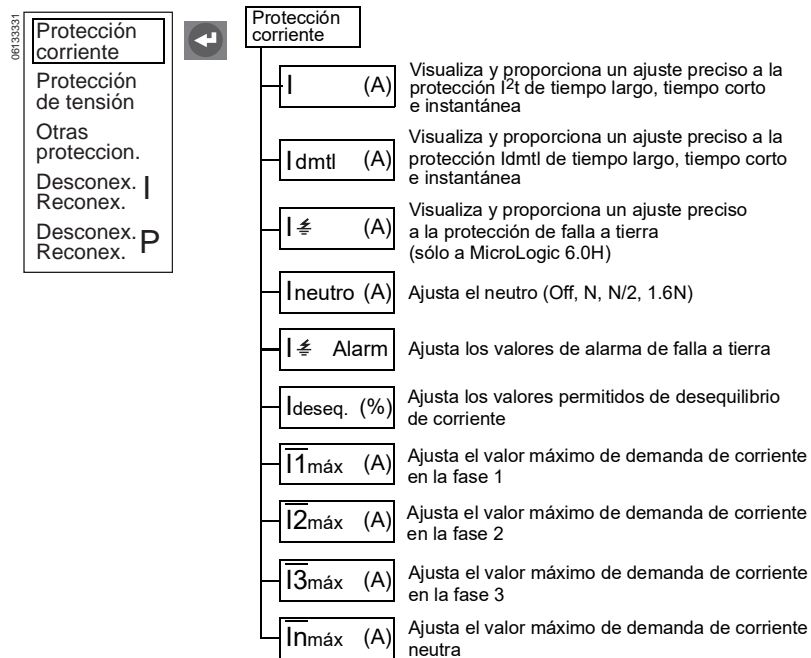 06133331
Protección
corriente
Protección
de tensión
Otras
proteccion.
Desconex. I
Reconex.
Desconex. P
Reconex.
Protección
corriente
I (A)
Visualiza y proporciona un ajuste preciso a la
protección I²t de tiempo largo, tiempo corto
e instantánea
I dmtl (A)
Visualiza y proporciona un ajuste preciso a la
protección Idmtl de tiempo largo, tiempo corto
e instantánea
I ⏚ (A)
Visualiza y proporciona un ajuste preciso
a la protección de falla a tierra
(sólo a MicroLogic 6.0H)
I neutro (A)
Ajusta el neutro (Off, N, N/2, 1.6N)
I ⏚ Alarm
Ajusta los valores de alarma de falla a tierra
Ideseq. (%)
Ajusta los valores permitidos de desequilibrio
de corriente
I1máx (A)
Ajusta el valor máximo de demanda de corriente
en la fase 1
I2máx (A)
Ajusta el valor máximo de demanda de corriente
en la fase 2
I3máx (A)
Ajusta el valor máximo de demanda de corriente
en la fase 3
Inmáx (A)
Ajusta el valor máximo de demanda de corriente
neutra